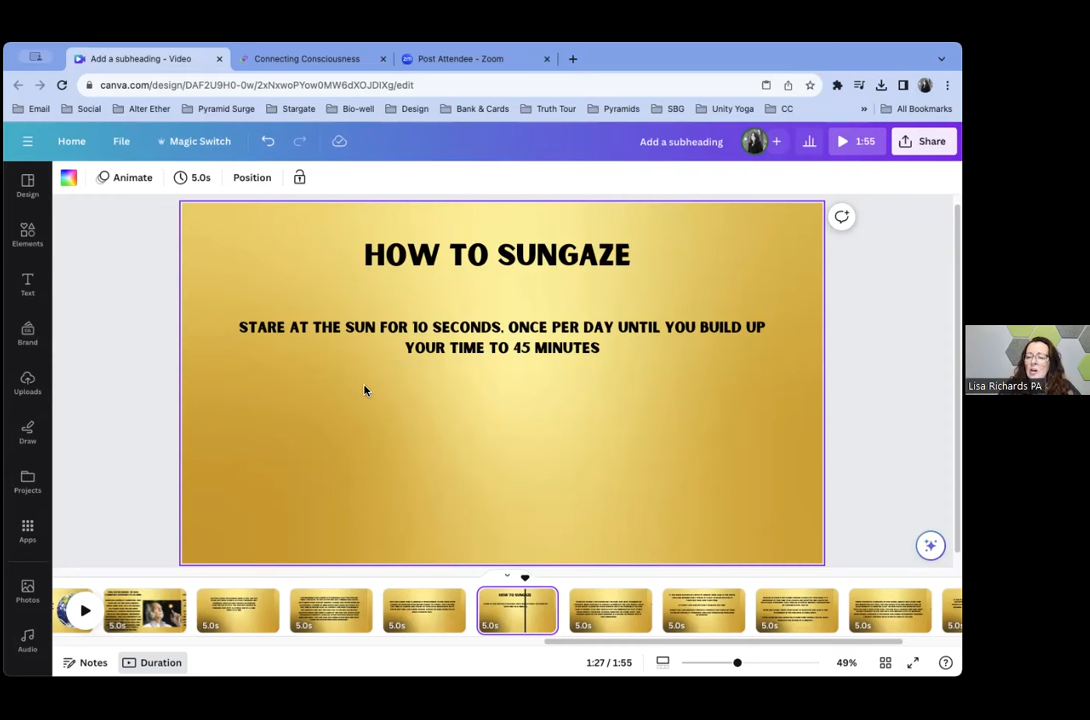 Add a subheading - Video
Connecting Consciousness
Post Attendee - Zoom
canva.com/design/DAF2U9H0-0w/2xNxwoPYow0MW6dXOJDIXg/edit
Email Social Alter Ether Pyramid Surge Stargate Bio-well Design Bank & Cards Truth Tour Pyramids SBG Unity Yoga CC » All Bookmarks
Home File Magic Switch Add a subheading 1:55 Share
Animate 5.0s Position
Design
Elements
Text
Brand
Uploads
Draw
Projects
Apps
Photos
Audio
HOW TO SUNGAZE
STARE AT THE SUN FOR 10 SECONDS. ONCE PER DAY UNTIL YOU BUILD UP
YOUR TIME TO 45 MINUTES
Lisa Richards PA
HOW TO SUNGAZE
5.0s 5.0s 5.0s 5.0s 5.0s 5.0s 5.0s 5.0s 5.0s 5.0s
Notes Duration 1:27 / 1:55 49%